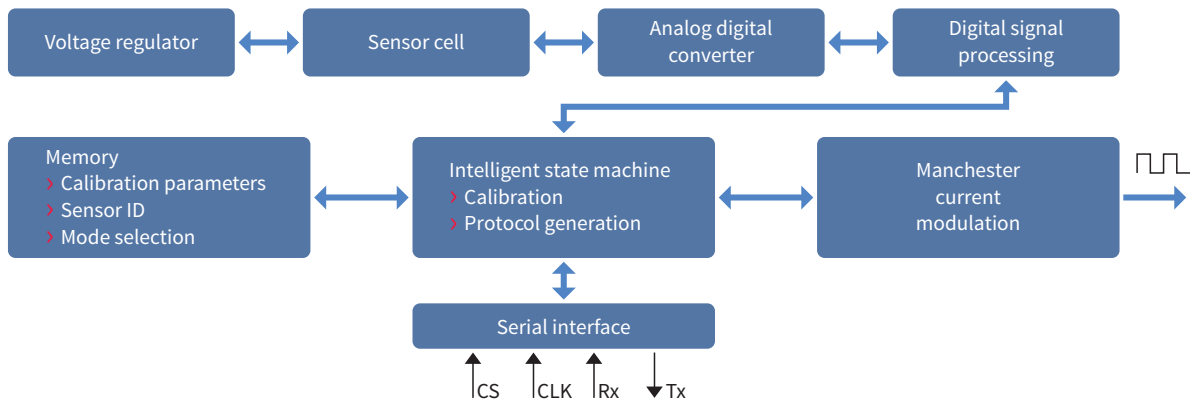 Voltage regulator
Sensor cell
Analog digital
converter
Digital signal
processing
Memory
› Calibration parameters
› Sensor ID
› Mode selection
Intelligent state machine
› Calibration
› Protocol generation
Manchester
current
modulation
Serial interface
CS
CLK
Rx
Tx